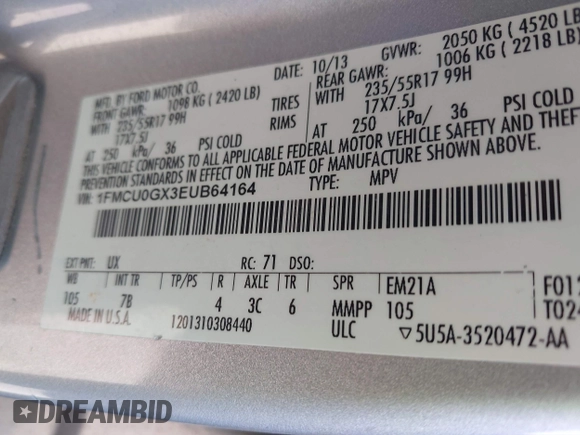 MFD. BY FORD MOTOR CO.
DATE: 10/13 GVWR: 2050 KG ( 4520 LB
FRONT GAWR: 1098 KG ( 2420 LB) REAR GAWR: 1006 KG ( 2218 LB)
WITH 235/55R17 99H TIRES WITH 235/55R17 99H
17X7.5J RIMS 17X7.5J
AT 250 kPa/ 36 PSI COLD AT 250 kPa/ 36 PSI COLD
THIS VEHICLE CONFORMS TO ALL APPLICABLE FEDERAL MOTOR VEHICLE SAFETY AND THEFT
PREVENTION STANDARDS IN EFFECT ON THE DATE OF MANUFACTURE SHOWN ABOVE.
VIN: 1FMCU0GX3EUB64164 TYPE: MPV
EXT PNT: UX RC: 71 DSO:
WB INT TR TP/PS R AXLE TR SPR EM21A F012
105 7B 4 3C 6 MMPP 105 T024
MADE IN U.S.A. 1201310308440 ULC ▽5U5A-3520472-AA
DREAMBID